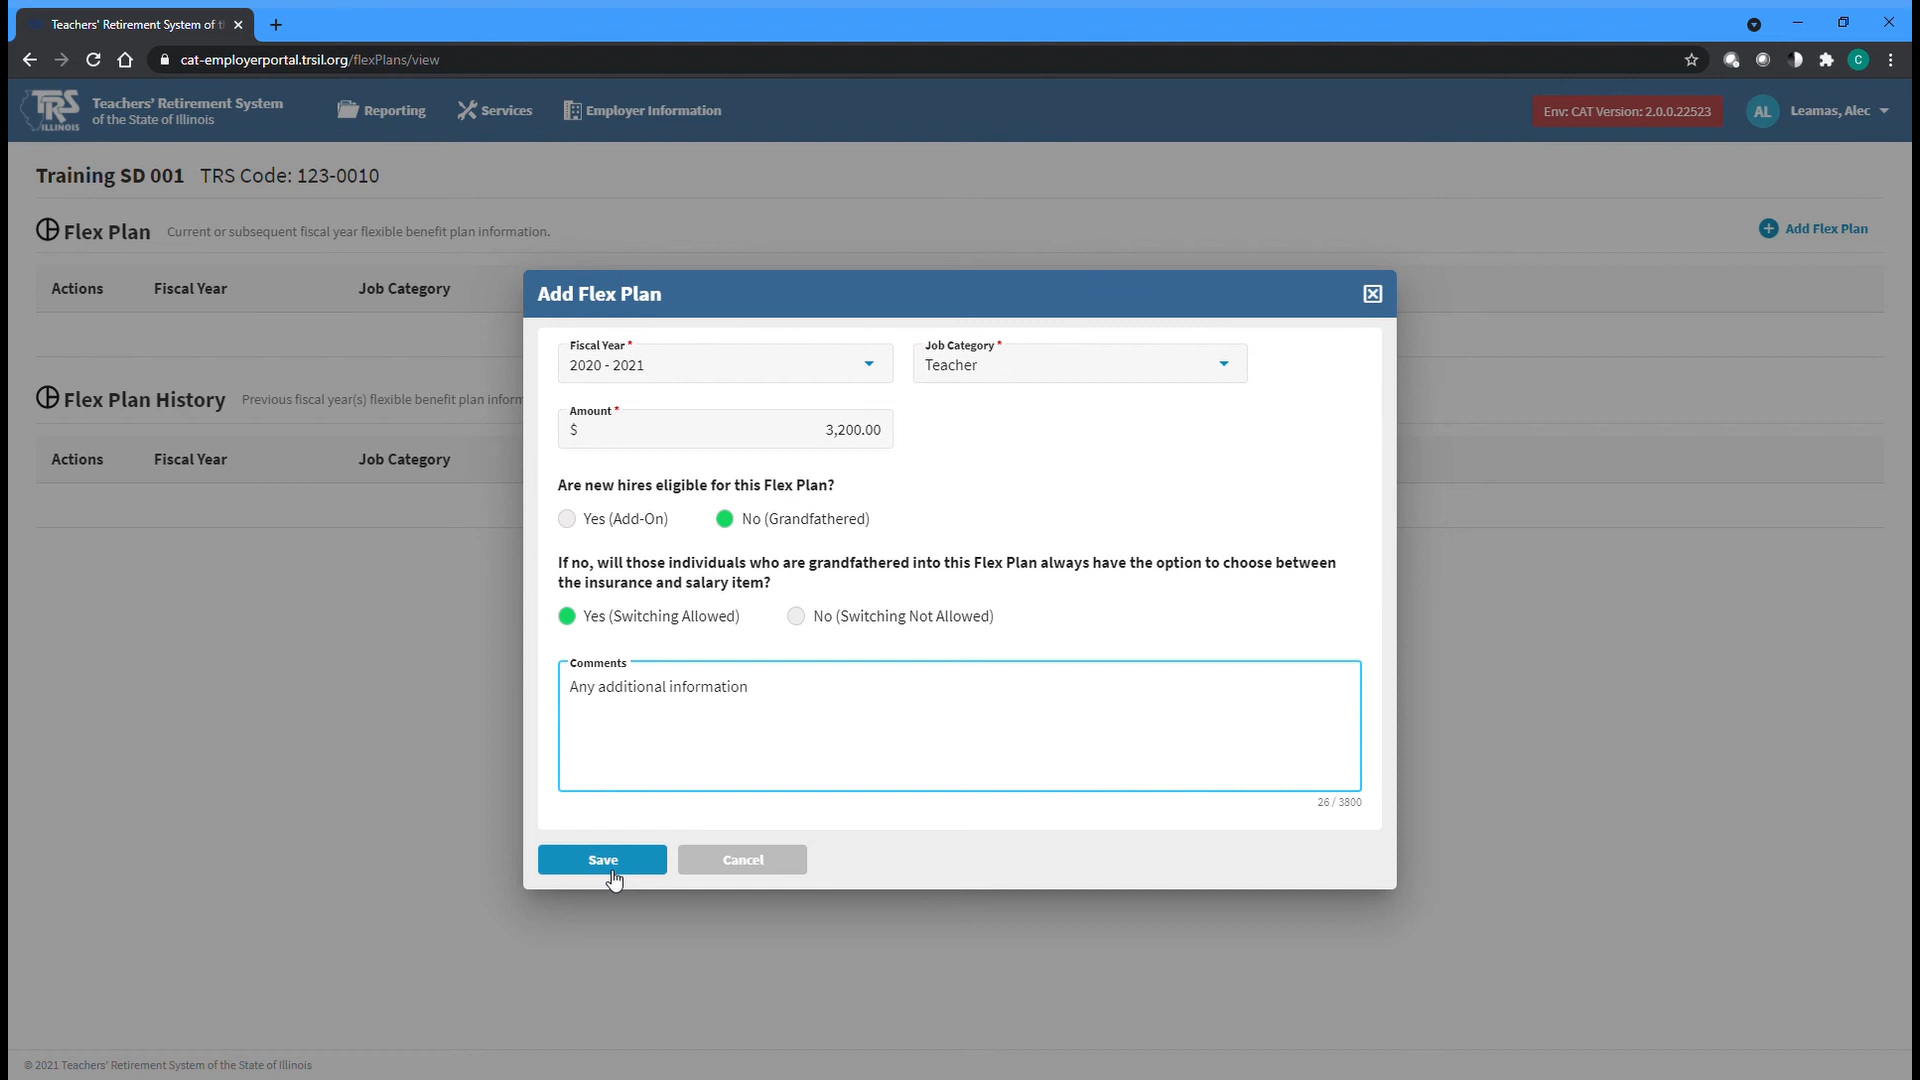 Teachers' Retirement System of t
cat-employerportal.trsil.org/flexPlans/view
C
TRS
ILLINOIS
Teachers' Retirement System
of the State of Illinois
Reporting
Services
Employer Information
Env: CAT Version: 2.0.0.22523
AL
Leamas, Alec
Training SD 001 TRS Code: 123-0010
Flex Plan Current or subsequent fiscal year flexible benefit plan information.
Add Flex Plan
Actions Fiscal Year Job Category
Flex Plan History Previous fiscal year(s) flexible benefit plan inform
Actions Fiscal Year Job Category
Add Flex Plan
Fiscal Year *
2020 - 2021
Job Category *
Teacher
Amount *
$ 3,200.00
Are new hires eligible for this Flex Plan?
Yes (Add-On) No (Grandfathered)
If no, will those individuals who are grandfathered into this Flex Plan always have the option to choose between
the insurance and salary item?
Yes (Switching Allowed) No (Switching Not Allowed)
Comments
Any additional information
26 / 3800
Save Cancel
© 2021 Teachers' Retirement System of the State of Illinois